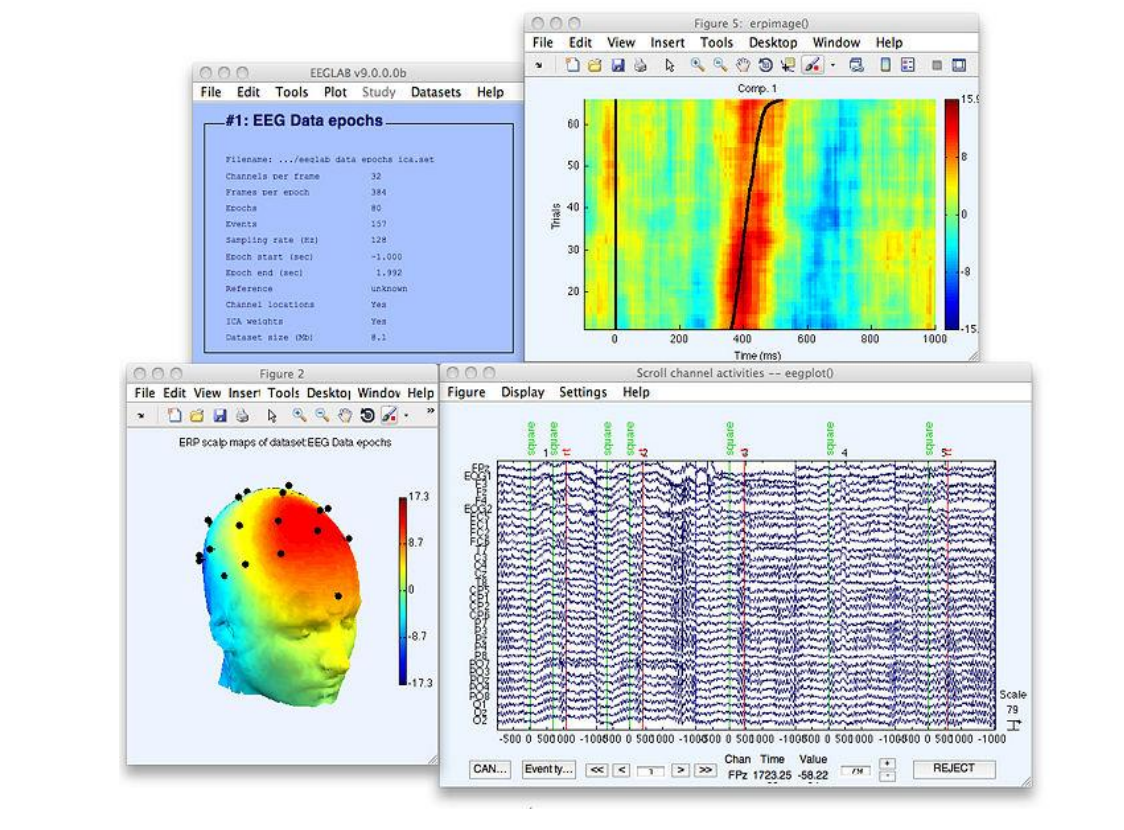 EEGLAB v9.0.0.0b
File Edit Tools Plot Study Datasets Help
#1: EEG Data epochs
Filename: .../eeglab data epochs ica.set
Channels per frame 32
Frames per epoch 384
Epochs 80
Events 157
Sampling rate (Hz) 128
Epoch start (sec) -1.000
Epoch end (sec) 1.992
Reference unknown
Channel locations Yes
ICA weights Yes
Dataset size (Mb) 8.1
Figure 5: erpimage()
File Edit View Insert Tools Desktop Window Help
Comp. 1
60
50
40
30
20
Trials
0 200 400 600 800 1000
Time (ms)
15.9
8
0
-8
-15.
Figure 2
File Edit View Insert Tools Desktop Window Help
ERP scalp maps of dataset:EEG Data epochs
17.3
8.7
0
-8.7
-17.3
Scroll channel activities -- eegplot()
Figure Display Settings Help
square square square square square square square
1 rt 2 3 4 5 rt
FPz
EOG1
F3
Fz
F4
EOG2
FC5
FC1
FC2
FC6
T7
C3
C4
Cz
T8
CP5
CP1
CP2
CP6
P7
P3
Pz
P4
P8
PO7
PO3
POz
PO4
PO8
O1
Oz
O2
-500 0 500 000 -1000 -500 0 500 000 -1000 -500 0 500 000 -1000 -500 0 500 000 -1000 -500 0 500 -1000
Scale
79
CAN... Event ty... << < 1 > >>
Chan Time Value
FPz 1723.25 -58.22
+
-
REJECT